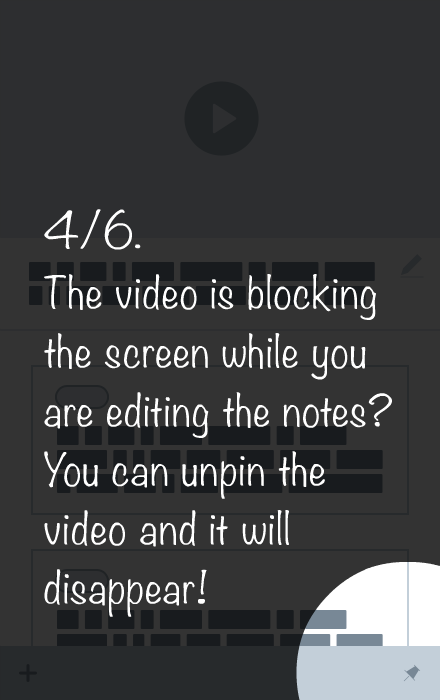 4/6.
The video is blocking
the screen while you
are editing the notes?
You can unpin the
video and it will
disappear!